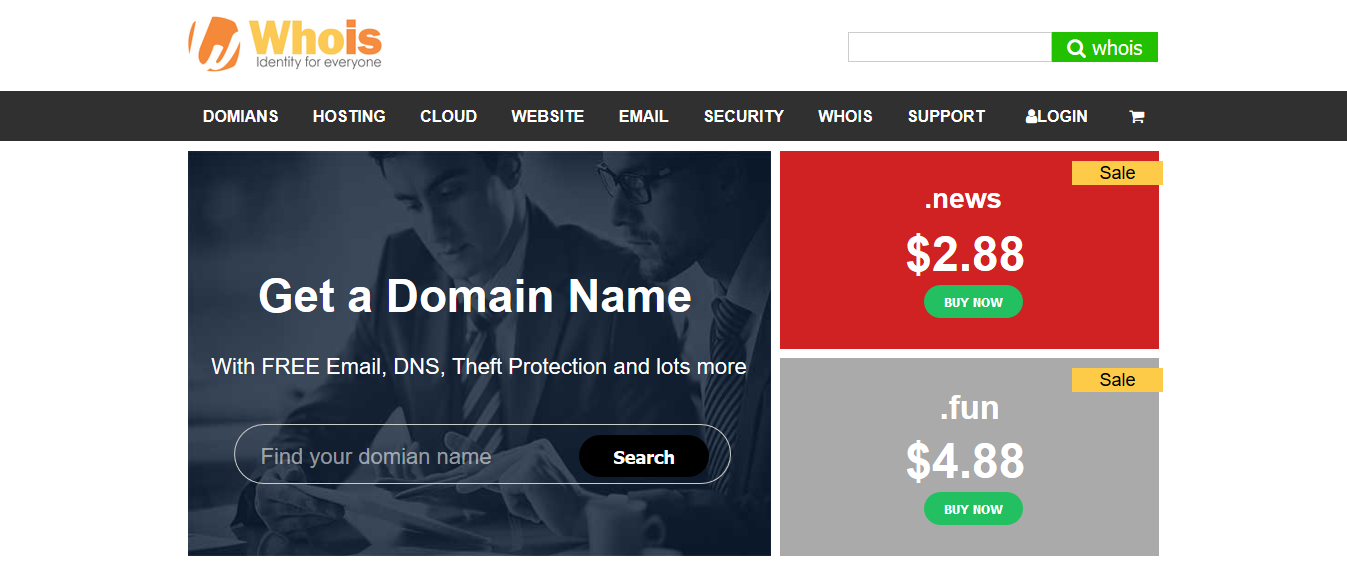 Whois
Identity for everyone
whois
DOMIANS HOSTING CLOUD WEBSITE EMAIL SECURITY WHOIS SUPPORT LOGIN
Get a Domain Name
With FREE Email, DNS, Theft Protection and lots more
Find your domian name Search
Sale
.news
$2.88
BUY NOW
Sale
.fun
$4.88
BUY NOW